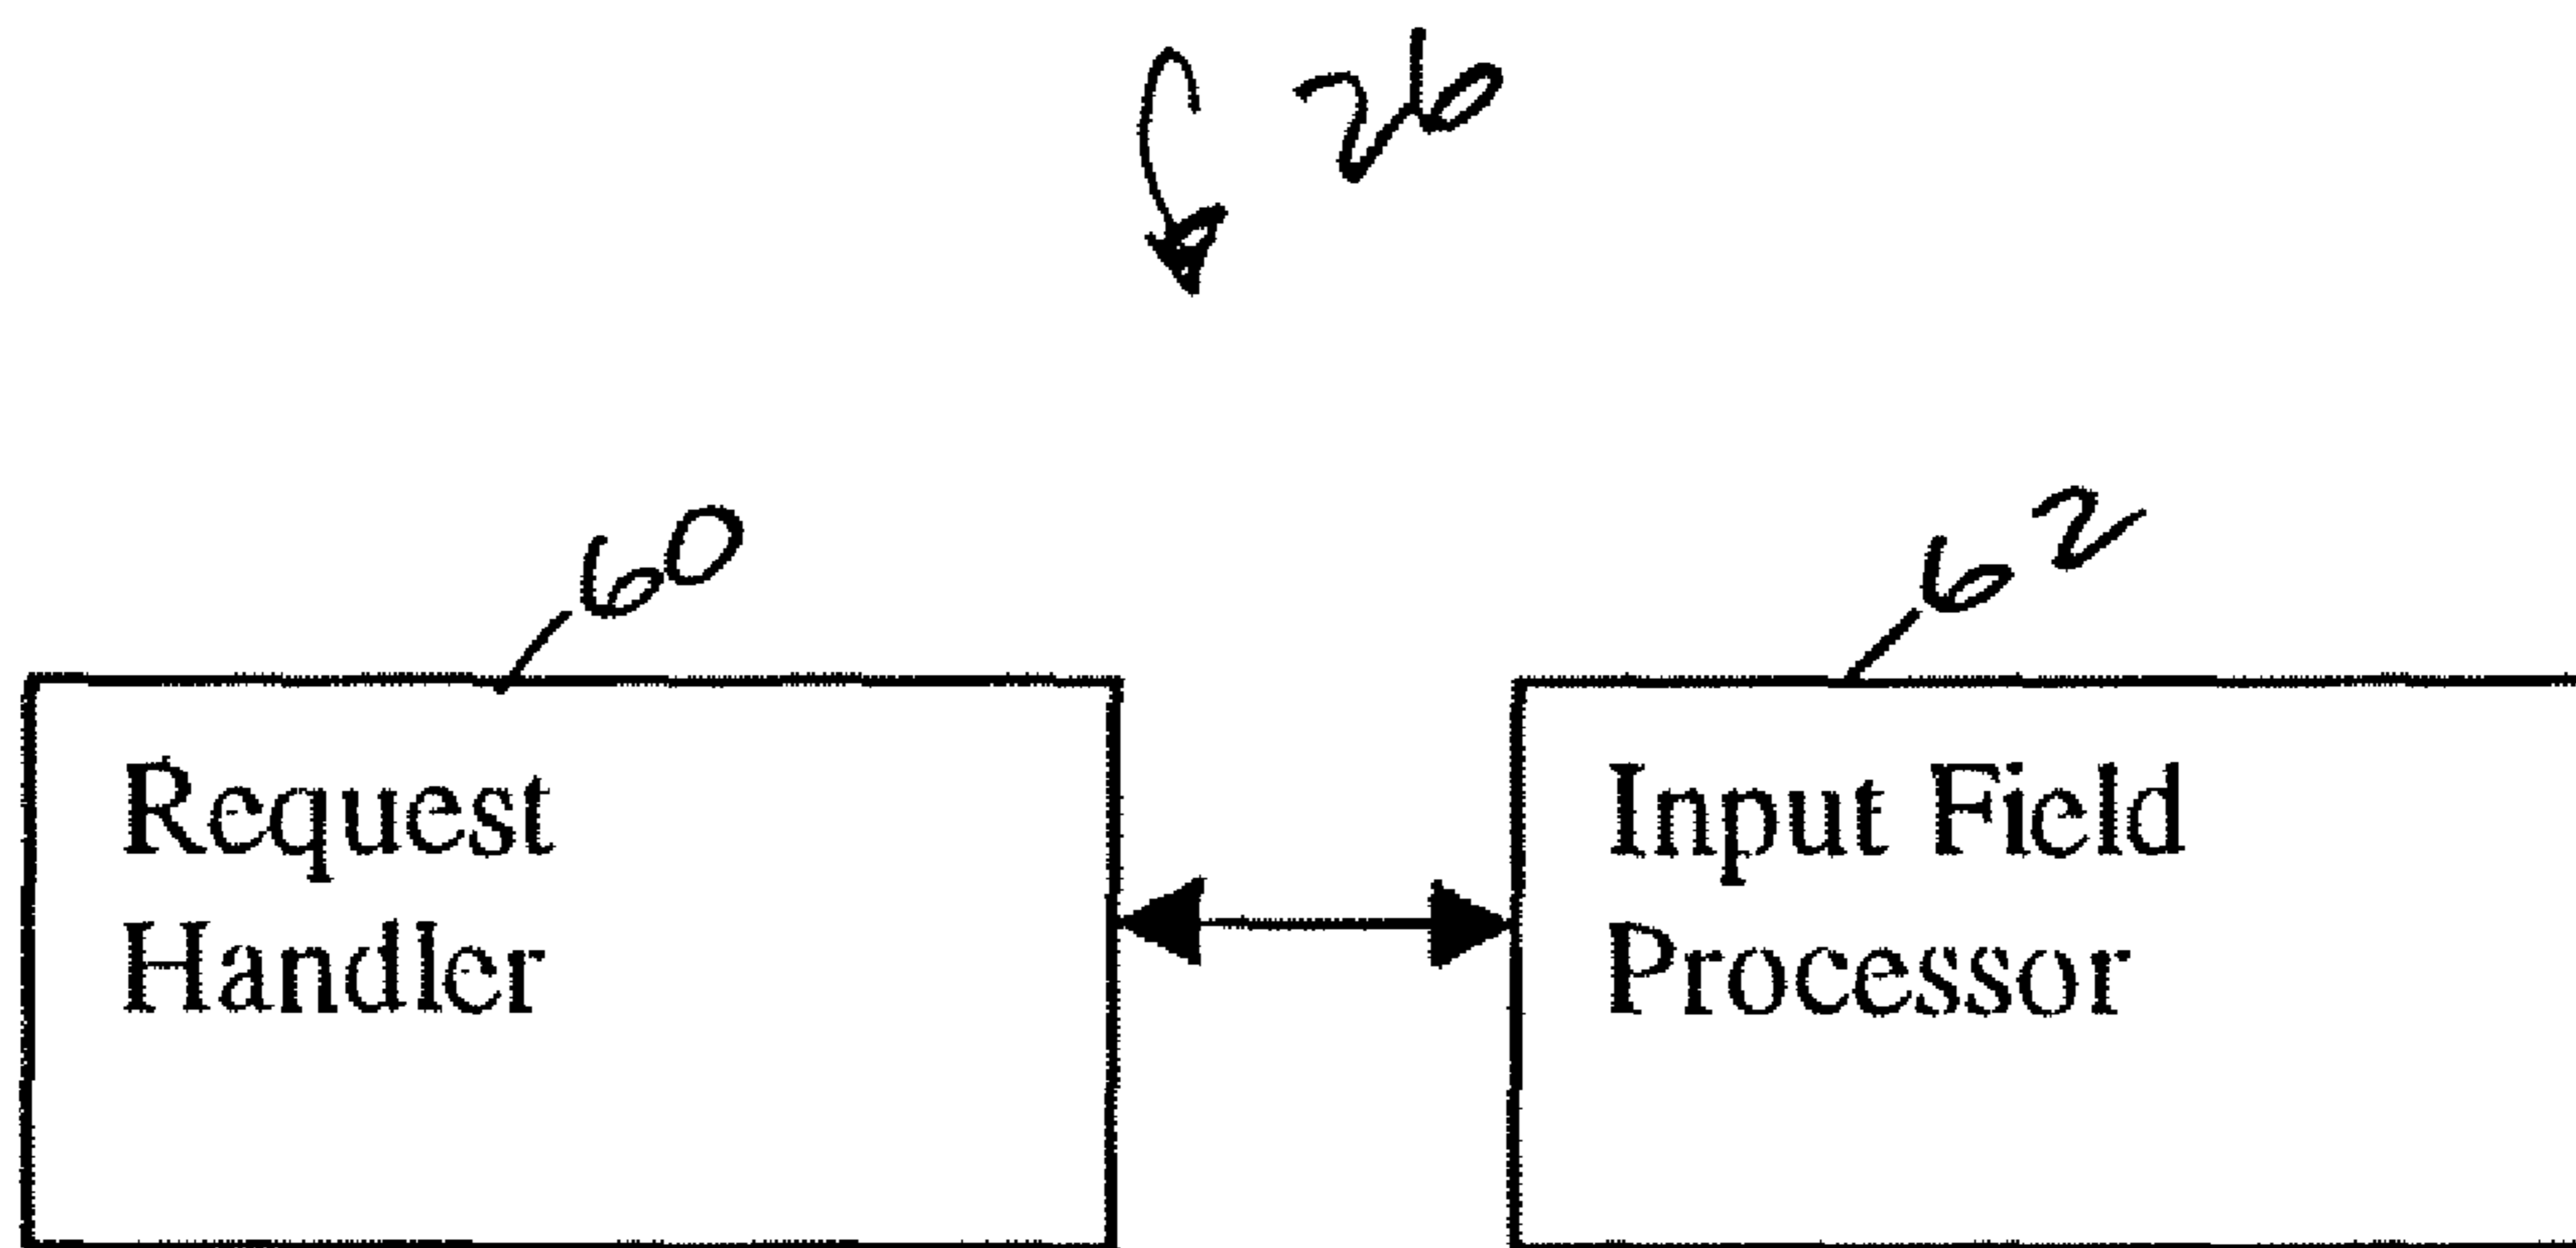 26
60
62
Request
Handler
Input Field
Processor